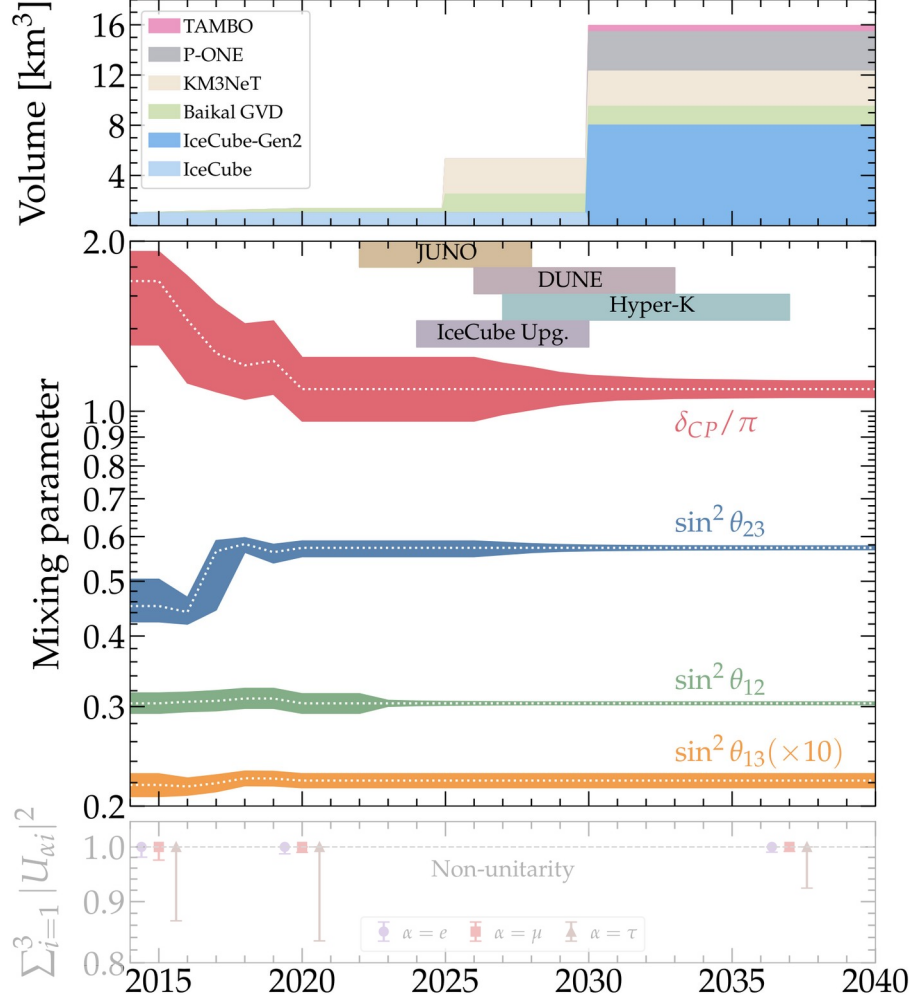 Volume [km³]
16
12
8
4
TAMBO
P-ONE
KM3NeT
Baikal GVD
IceCube-Gen2
IceCube
Mixing parameter
2.0
1.0
0.9
0.8
0.7
0.6
0.5
0.4
0.3
0.2
JUNO
DUNE
Hyper-K
IceCube Upg.
δ_CP/π
sin² θ₂₃
sin² θ₁₂
sin² θ₁₃(×10)
Σ³ᵢ₌₁ |U_αi|²
1.0
0.9
0.8
Non-unitarity
α = e
α = μ
α = τ
2015 2020 2025 2030 2035 2040